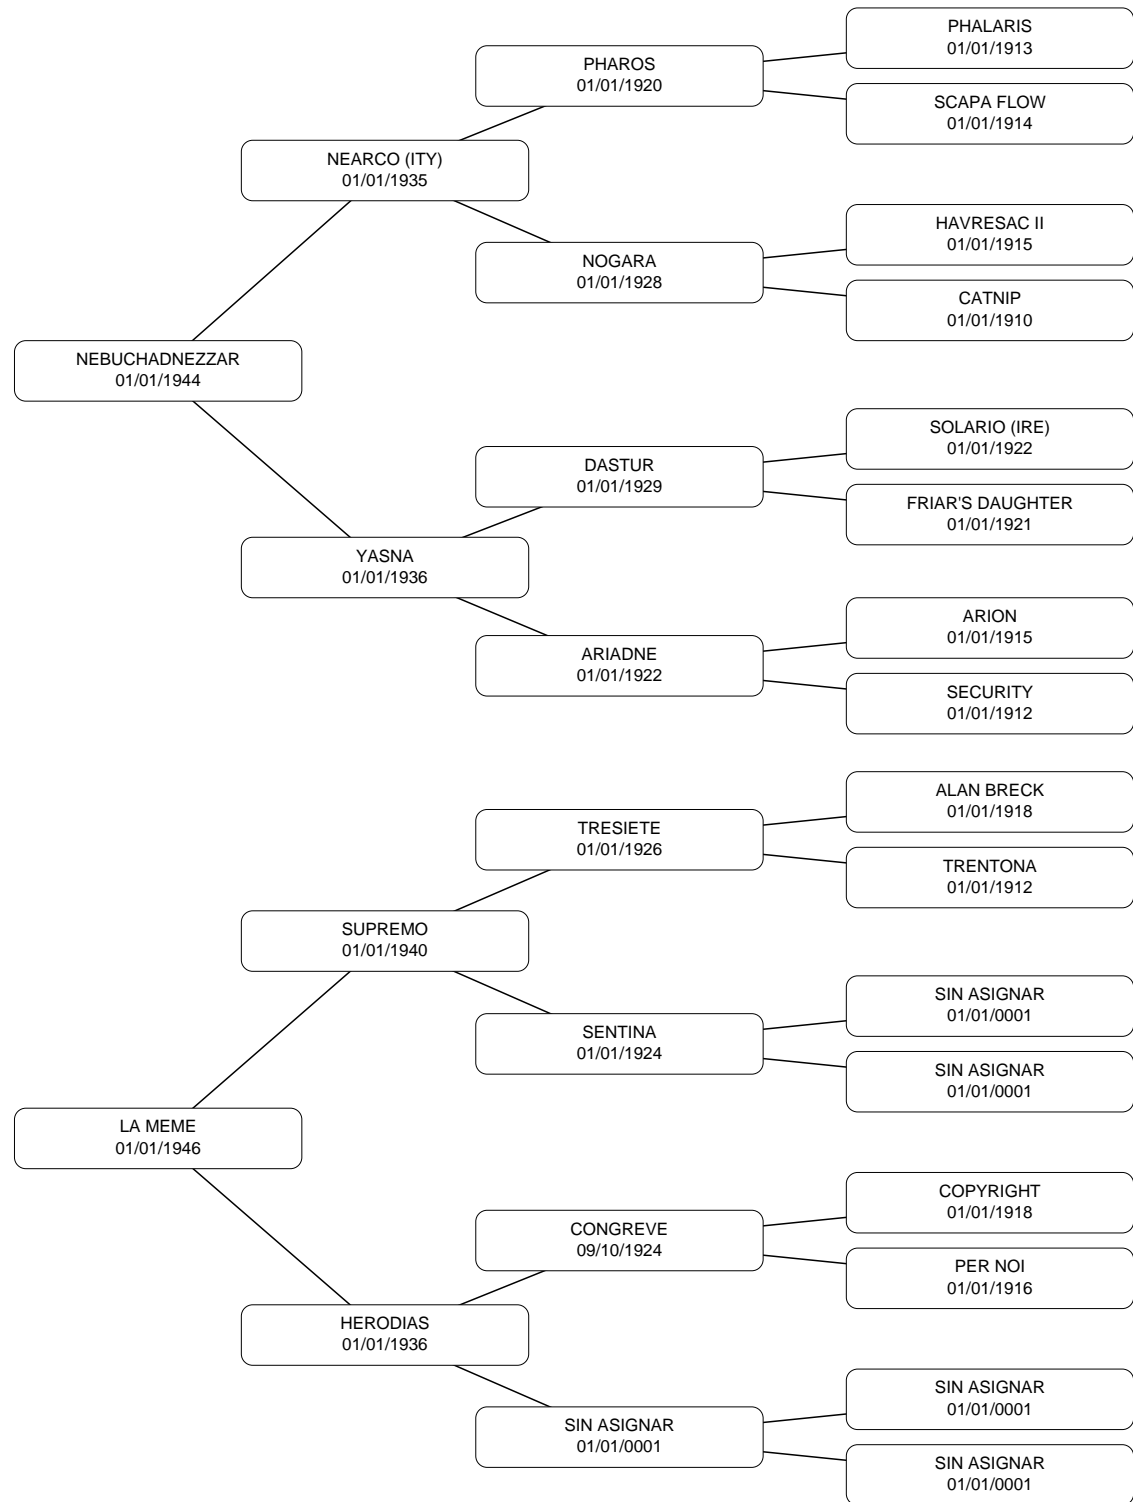 PHALARIS
01/01/1913
PHAROS
01/01/1920
SCAPA FLOW
01/01/1914
NEARCO (ITY)
01/01/1935
HAVRESAC II
01/01/1915
NOGARA
01/01/1928
CATNIP
01/01/1910
NEBUCHADNEZZAR
01/01/1944
SOLARIO (IRE)
01/01/1922
DASTUR
01/01/1929
FRIAR'S DAUGHTER
01/01/1921
YASNA
01/01/1936
ARION
01/01/1915
ARIADNE
01/01/1922
SECURITY
01/01/1912
ALAN BRECK
01/01/1918
TRESIETE
01/01/1926
TRENTONA
01/01/1912
SUPREMO
01/01/1940
SIN ASIGNAR
01/01/0001
SENTINA
01/01/1924
SIN ASIGNAR
01/01/0001
LA MEME
01/01/1946
COPYRIGHT
01/01/1918
CONGREVE
09/10/1924
PER NOI
01/01/1916
HERODIAS
01/01/1936
SIN ASIGNAR
01/01/0001
SIN ASIGNAR
01/01/0001
SIN ASIGNAR
01/01/0001